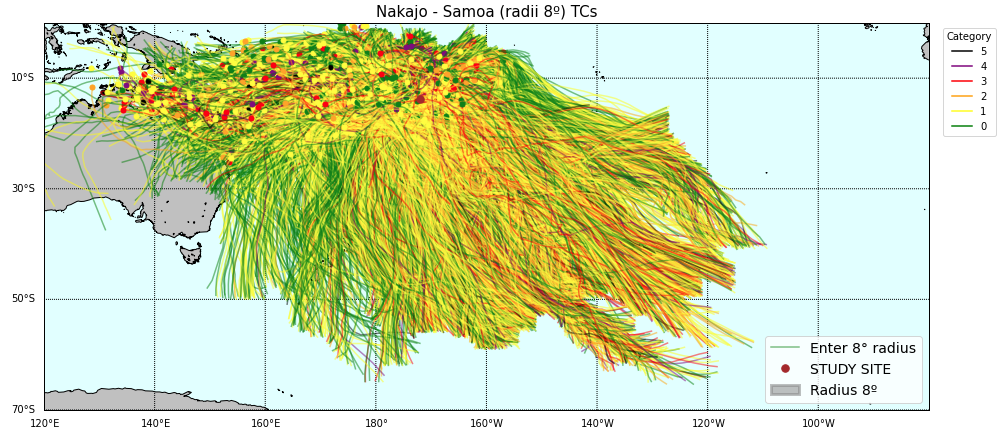 Nakajo - Samoa (radii 8º) TCs
Category
5
4
3
2
1
0
10°S
30°S
50°S
70°S
Enter 8° radius
STUDY SITE
Radius 8º
120°E
140°E
160°E
180°
160°W
140°W
120°W
100°W